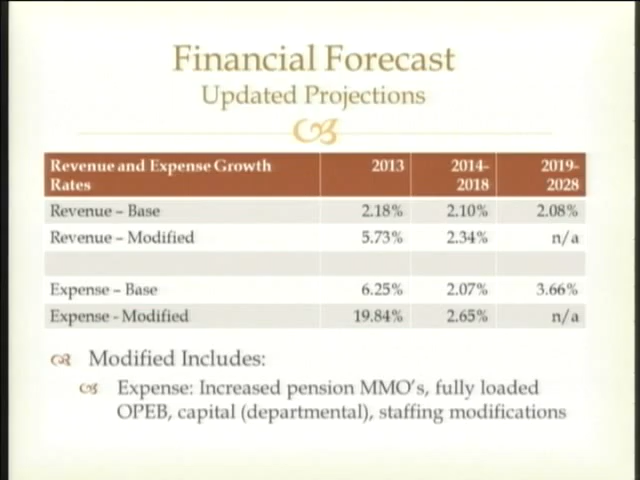 Financial Forecast
Updated Projections
Revenue and Expense Growth Rates 2013 2014-2018 2019-2028
Revenue – Base 2.18% 2.10% 2.08%
Revenue – Modified 5.73% 2.34% n/a
Expense – Base 6.25% 2.07% 3.66%
Expense - Modified 19.84% 2.65% n/a
Modified Includes:
Expense: Increased pension MMO's, fully loaded
OPEB, capital (departmental), staffing modifications